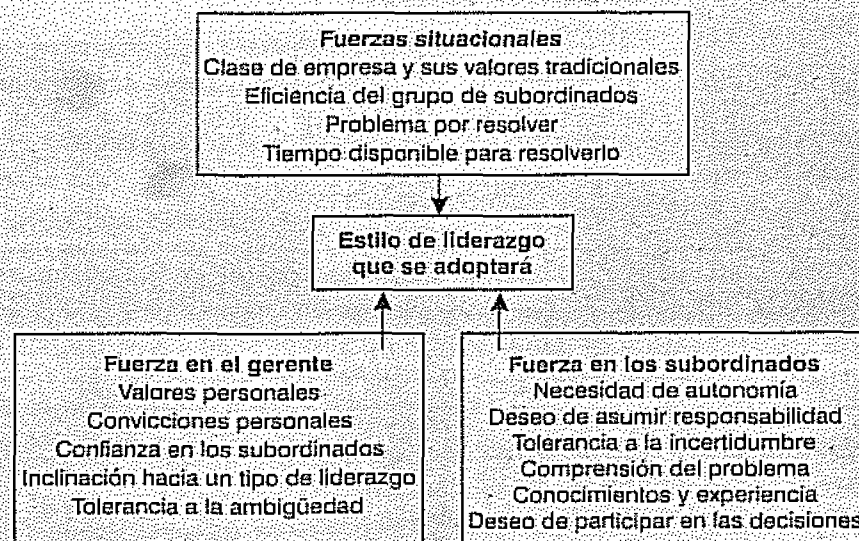 Fuerzas situacionales
Clase de empresa y sus valores tradicionales
Eficiencia del grupo de subordinados
Problema por resolver
Tiempo disponible para resolverlo
Estilo de liderazgo
que se adoptará
Fuerza en el gerente
Valores personales
Convicciones personales
Confianza en los subordinados
Inclinación hacia un tipo de liderazgo
Tolerancia a la ambigüedad
Fuerza en los subordinados
Necesidad de autonomía
Deseo de asumir responsabilidad
Tolerancia a la incertidumbre
Comprensión del problema
Conocimientos y experiencia
Deseo de participar en las decisiones